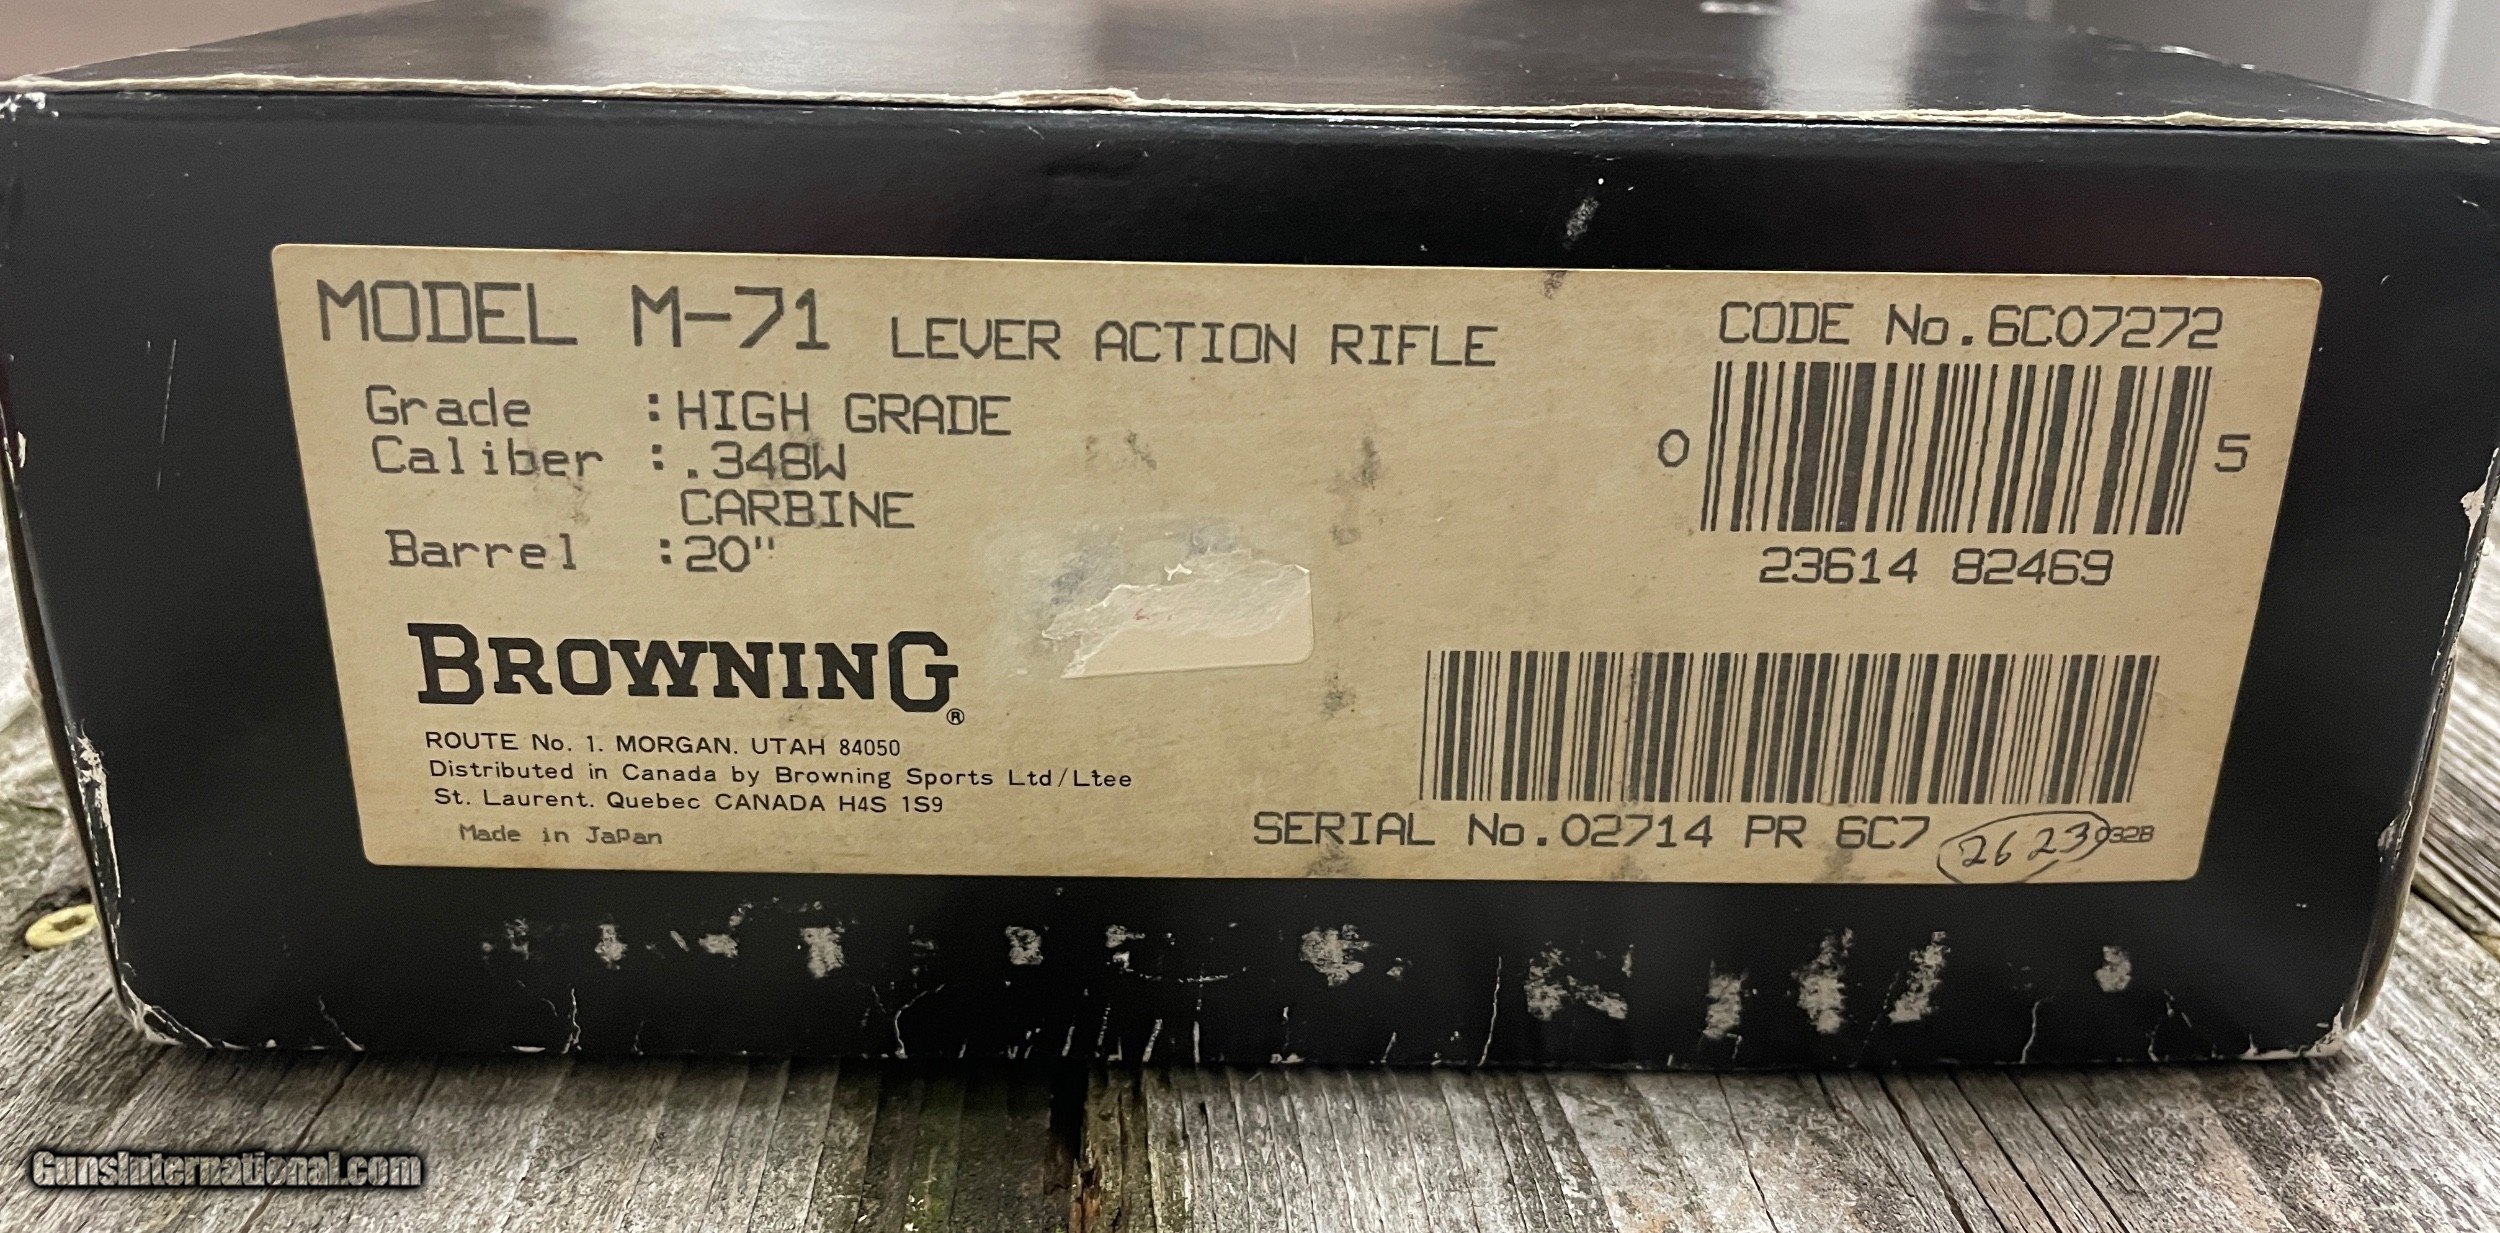 MODEL M-71 LEVER ACTION RIFLE
Grade :HIGH GRADE
Caliber :.348W
CARBINE
Barrel :20"
BROWNING®
ROUTE No. 1. MORGAN. UTAH 84050
Distributed in Canada by Browning Sports Ltd/Ltee
St. Laurent. Quebec CANADA H4S 1S9
Made in Japan
CODE No.6C07272
0 5
23614 82469
SERIAL No.02714 PR 6C7 2623 0328
GunsInternational.com